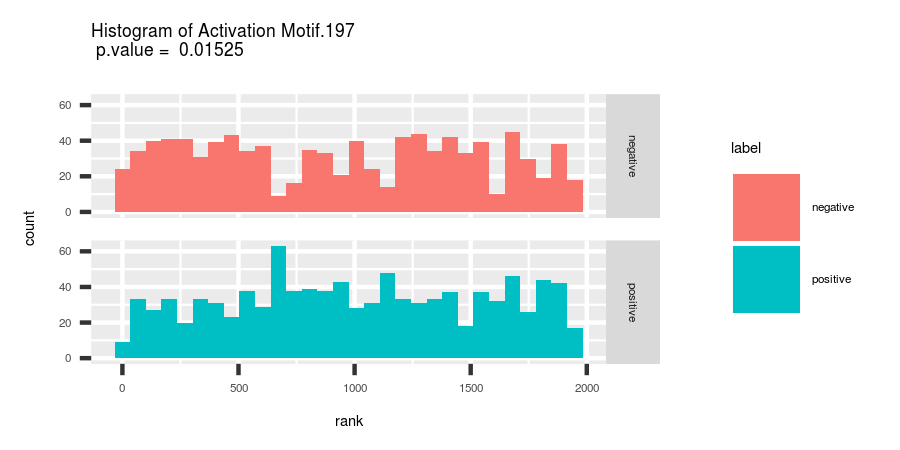 Histogram of Activation Motif.197
p.value = 0.01525
count
60
40
20
0
negative
60
40
20
0
positive
0 500 1000 1500 2000
rank
label
negative
positive